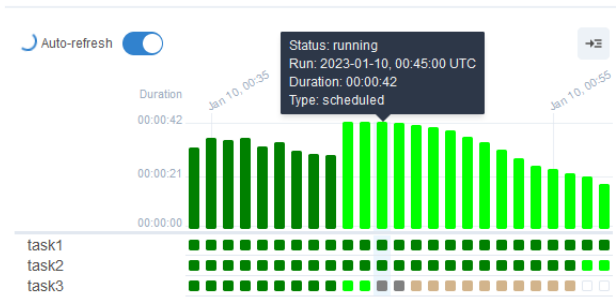 Auto-refresh
Status: running
Run: 2023-01-10, 00:45:00 UTC
Duration: 00:00:42
Type: scheduled
Duration
Jan 10, 00:35
Jan 10, 00:55
00:00:42
00:00:21
00:00:00
task1
task2
task3